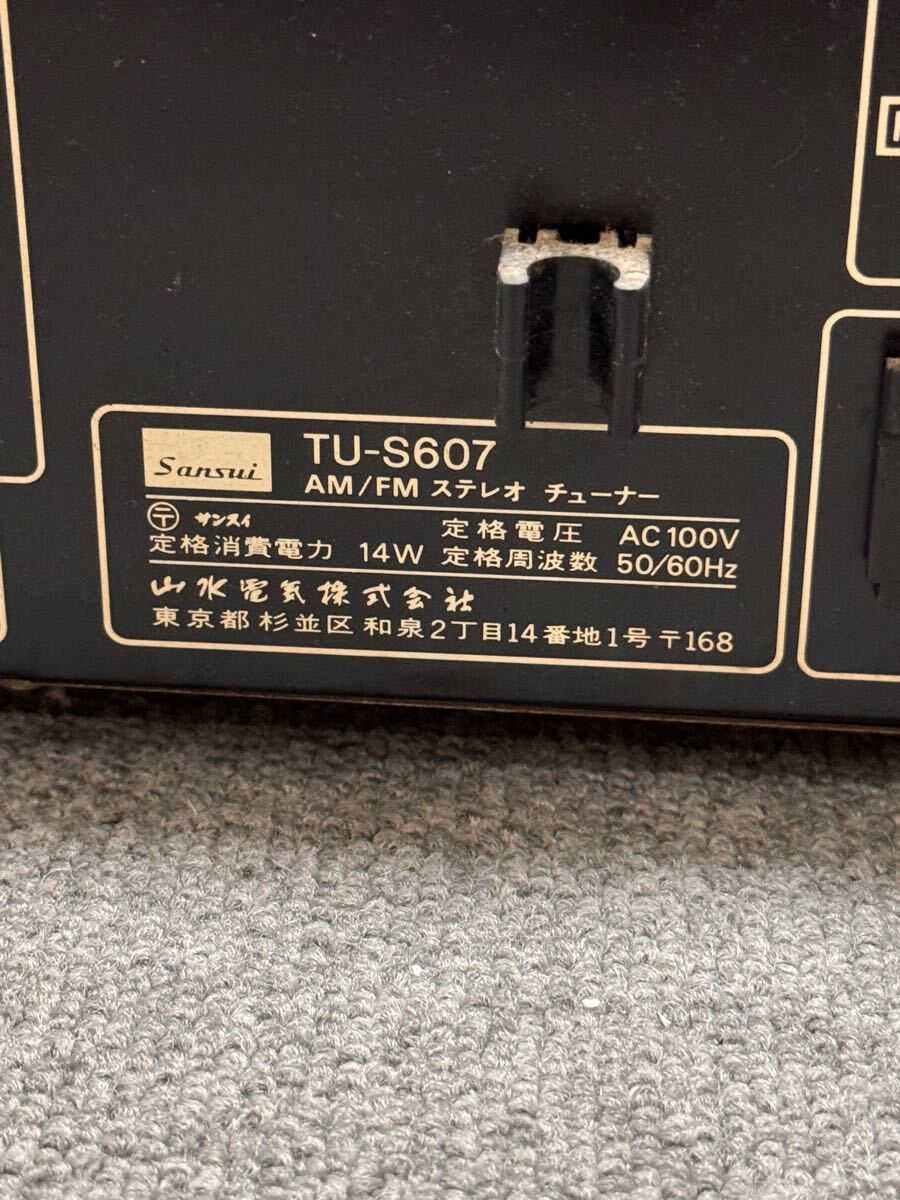 Sansui TU-S607
AM/FM ステレオ チューナー
〒 サンスイ 定格電圧 AC100V
定格消費電力 14W 定格周波数 50/60Hz
山水電気株式会社
東京都杉並区和泉2丁目14番地1号〒168